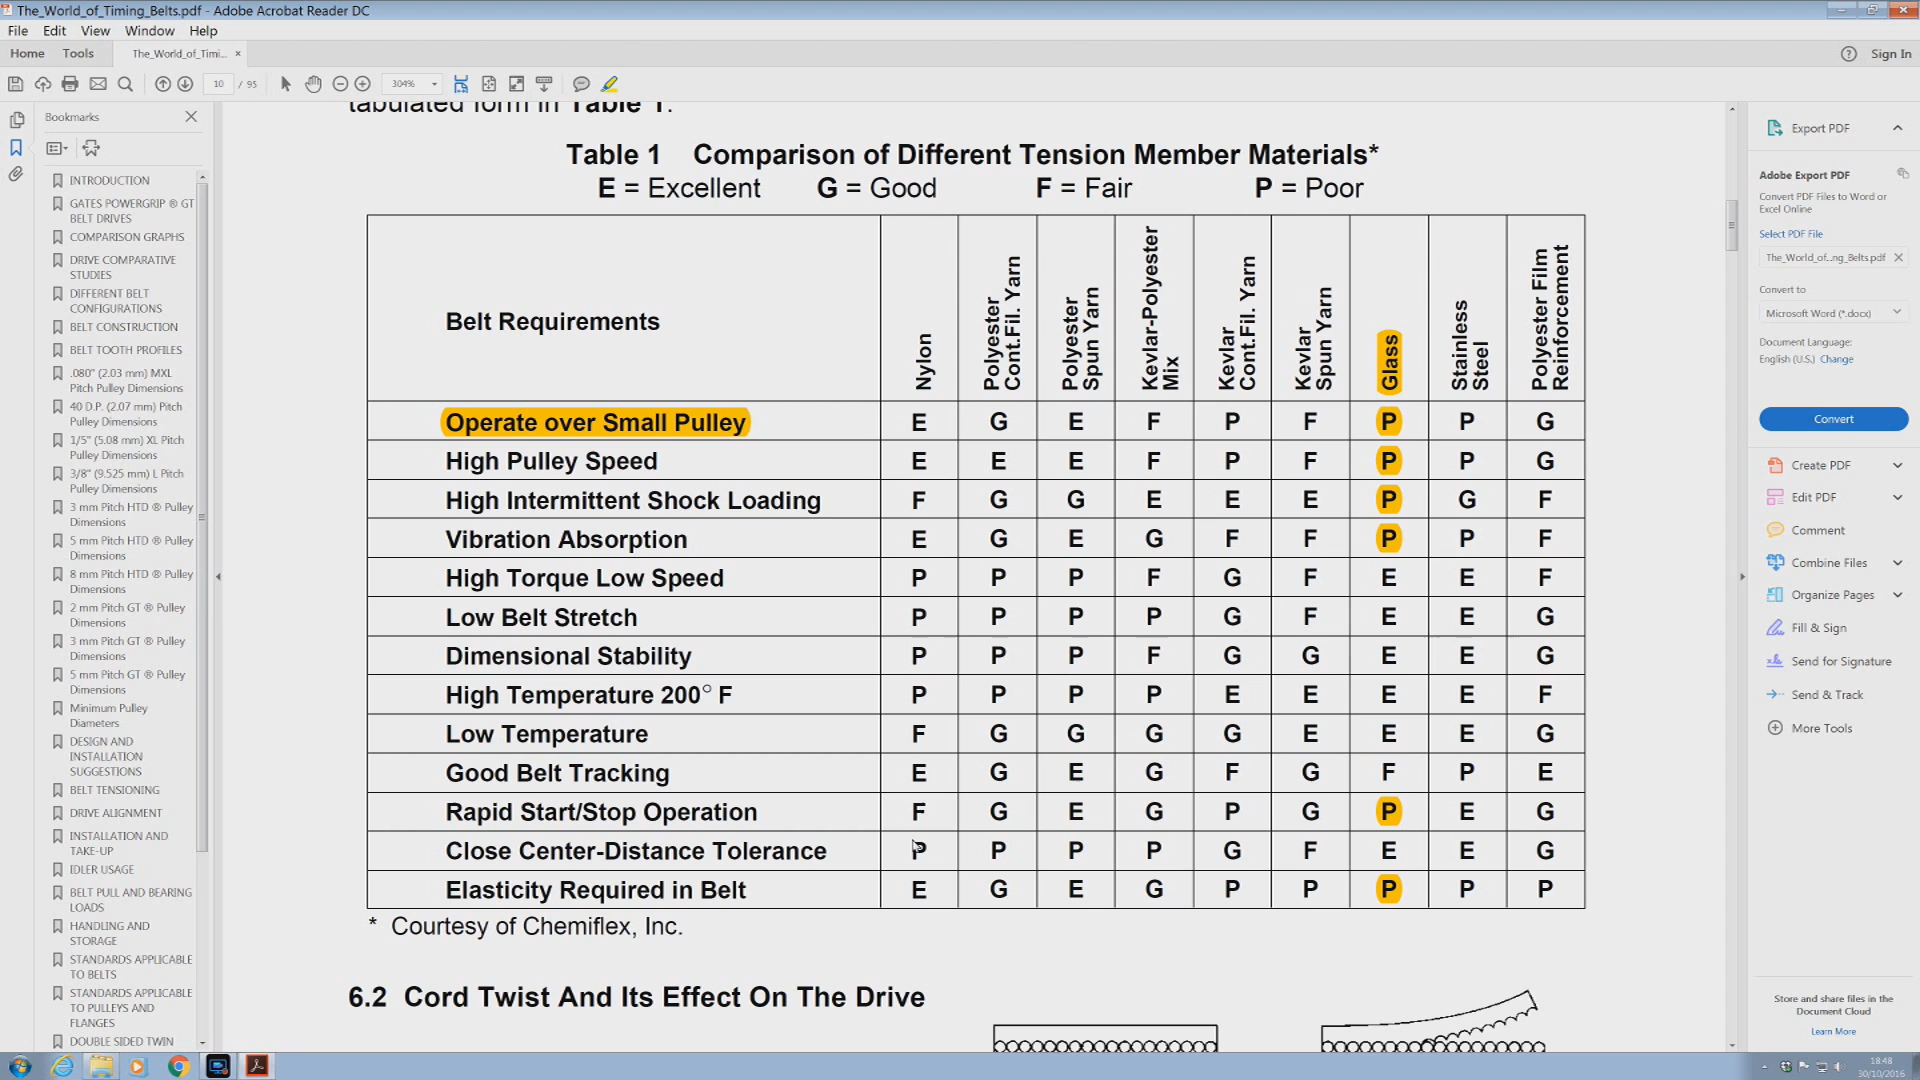 The_World_of_Timing_Belts.pdf - Adobe Acrobat Reader DC
File Edit View Window Help
Home Tools The_World_of_Timi... × Sign In
10 / 95 304%
Bookmarks
INTRODUCTION
GATES POWERGRIP ® GT
BELT DRIVES
COMPARISON GRAPHS
DRIVE COMPARATIVE
STUDIES
DIFFERENT BELT
CONFIGURATIONS
BELT CONSTRUCTION
BELT TOOTH PROFILES
.080" (2.03 mm) MXL
Pitch Pulley Dimensions
40 D.P. (2.07 mm) Pitch
Pulley Dimensions
1/5" (5.08 mm) XL Pitch
Pulley Dimensions
3/8" (9.525 mm) L Pitch
Pulley Dimensions
3 mm Pitch HTD ® Pulley
Dimensions
5 mm Pitch HTD ® Pulley
Dimensions
8 mm Pitch HTD ® Pulley
Dimensions
2 mm Pitch GT ® Pulley
Dimensions
3 mm Pitch GT ® Pulley
Dimensions
5 mm Pitch GT ® Pulley
Dimensions
Minimum Pulley
Diameters
DESIGN AND
INSTALLATION
SUGGESTIONS
BELT TENSIONING
DRIVE ALIGNMENT
INSTALLATION AND
TAKE-UP
IDLER USAGE
BELT PULL AND BEARING
LOADS
HANDLING AND
STORAGE
STANDARDS APPLICABLE
TO BELTS
STANDARDS APPLICABLE
TO PULLEYS AND
FLANGES
DOUBLE SIDED TWIN
tabulated form in Table 1.
Table 1 Comparison of Different Tension Member Materials*
E = Excellent G = Good F = Fair P = Poor
Belt Requirements
Nylon
Polyester
Cont.Fil. Yarn
Polyester
Spun Yarn
Kevlar-Polyester
Mix
Kevlar
Cont.Fil. Yarn
Kevlar
Spun Yarn
Glass
Stainless
Steel
Polyester Film
Reinforcement
Operate over Small Pulley E G E F P F P P G
High Pulley Speed E E E F P F P P G
High Intermittent Shock Loading F G G E E E P G F
Vibration Absorption E G E G F F P P F
High Torque Low Speed P P P F G F E E F
Low Belt Stretch P P P P G F E E G
Dimensional Stability P P P F G G E E G
High Temperature 200° F P P P P E E E E F
Low Temperature F G G G G E E E G
Good Belt Tracking E G E G F G F P E
Rapid Start/Stop Operation F G E G P G P E G
Close Center-Distance Tolerance P P P P G F E E G
Elasticity Required in Belt E G E G P P P P P
* Courtesy of Chemiflex, Inc.
6.2 Cord Twist And Its Effect On The Drive
Export PDF
Adobe Export PDF
Convert PDF Files to Word or
Excel Online
Select PDF File
The_World_of...ng_Belts.pdf ×
Convert to
Microsoft Word (*.docx)
Document Language:
English (U.S.) Change
Convert
Create PDF
Edit PDF
Comment
Combine Files
Organize Pages
Fill & Sign
Send for Signature
Send & Track
More Tools
Store and share files in the
Document Cloud
Learn More
18:48
30/10/2016